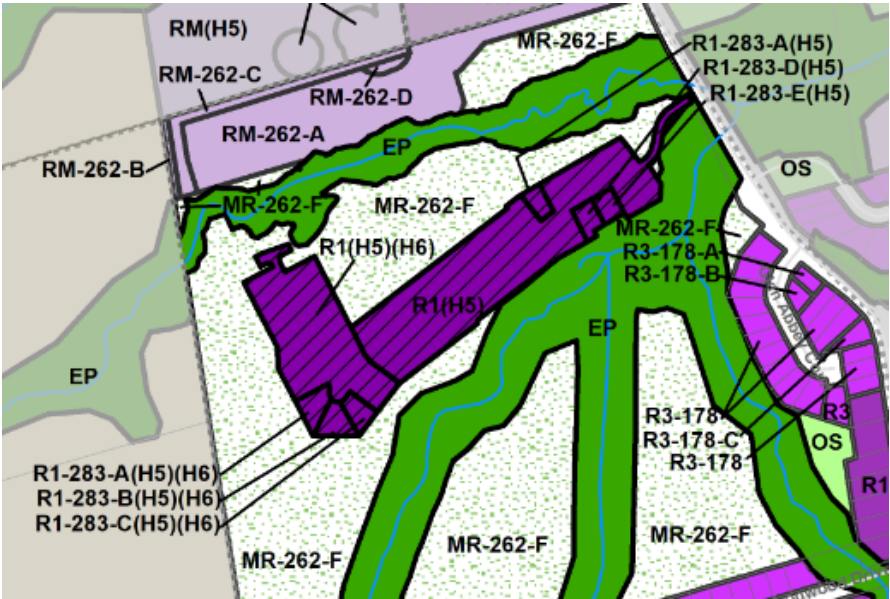 RM(H5)
MR-262-F
R1-283-A(H5)
RM-262-C
R1-283-D(H5)
RM-262-D
R1-283-E(H5)
RM-262-A
EP
RM-262-B
OS
MR-262-F
MR-262-F
MR-262-F
R1(H5)(H6)
R3-178-A
R3-178-B
R1(H5)
EP
EP
R3-178
R3
R3-178-C
OS
R3-178
R1-283-A(H5)(H6)
R1
R1-283-B(H5)(H6)
R1-283-C(H5)(H6)
MR-262-F
MR-262-F
MR-262-F